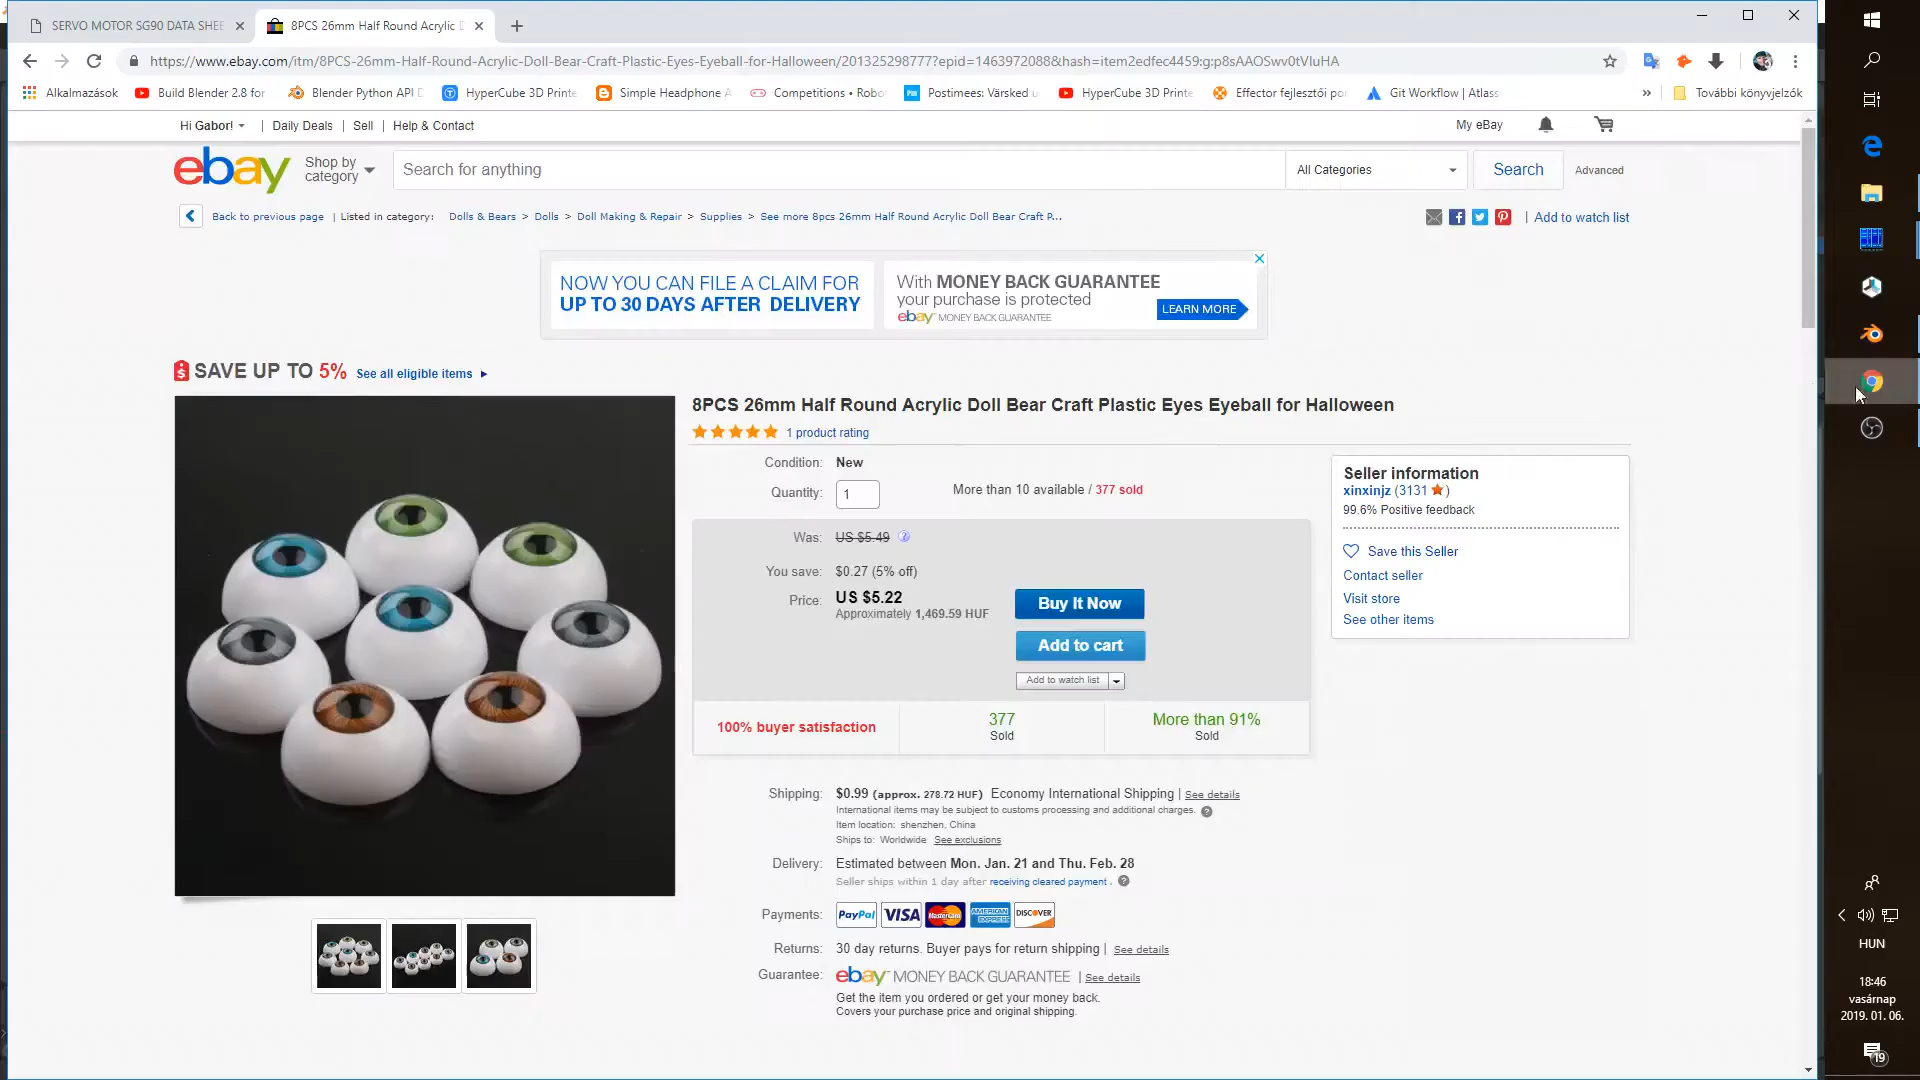 SERVO MOTOR SG90 DATA SHEE
8PCS 26mm Half Round Acrylic D
https://www.ebay.com/itm/8PCS-26mm-Half-Round-Acrylic-Doll-Bear-Craft-Plastic-Eyes-Eyeball-for-Halloween/201325298777?epid=1463972088&hash=item2edfec4459:g:p8sAAOSwv0tVIuHA
Alkalmazások
Build Blender 2.8 for
Blender Python API D
HyperCube 3D Printe
Simple Headphone A
Competitions • Robo
Postimees: Värsked u
HyperCube 3D Printe
Effector fejlesztői por
Git Workflow | Atlass
»
További könyvjelzők
Hi Gabor! | Daily Deals | Sell | Help & Contact
My eBay
ebay
Shop by category
Search for anything
All Categories
Search
Advanced
Back to previous page | Listed in category: Dolls & Bears > Dolls > Doll Making & Repair > Supplies > See more 8pcs 26mm Half Round Acrylic Doll Bear Craft P...
| Add to watch list
NOW YOU CAN FILE A CLAIM FOR
UP TO 30 DAYS AFTER DELIVERY
With MONEY BACK GUARANTEE
your purchase is protected
ebay MONEY BACK GUARANTEE
LEARN MORE
SAVE UP TO 5% See all eligible items
8PCS 26mm Half Round Acrylic Doll Bear Craft Plastic Eyes Eyeball for Halloween
1 product rating
Condition: New
Quantity: 1
More than 10 available / 377 sold
Was: US $5.49
You save: $0.27 (5% off)
Price: US $5.22
Approximately 1,469.59 HUF
Buy It Now
Add to cart
Add to watch list
100% buyer satisfaction
377
Sold
More than 91%
Sold
Seller information
xinxinjz (3131 )
99.6% Positive feedback
Save this Seller
Contact seller
Visit store
See other items
Shipping: $0.99 (approx. 278.72 HUF) Economy International Shipping | See details
International items may be subject to customs processing and additional charges.
Item location: shenzhen, China
Ships to: Worldwide See exclusions
Delivery: Estimated between Mon. Jan. 21 and Thu. Feb. 28
Seller ships within 1 day after receiving cleared payment .
Payments: PayPal VISA MasterCard AMERICAN EXPRESS DISCOVER
Returns: 30 day returns. Buyer pays for return shipping | See details
Guarantee: ebay MONEY BACK GUARANTEE | See details
Get the item you ordered or get your money back.
Covers your purchase price and original shipping.
HUN
18:46
vasárnap
2019. 01. 06.
19